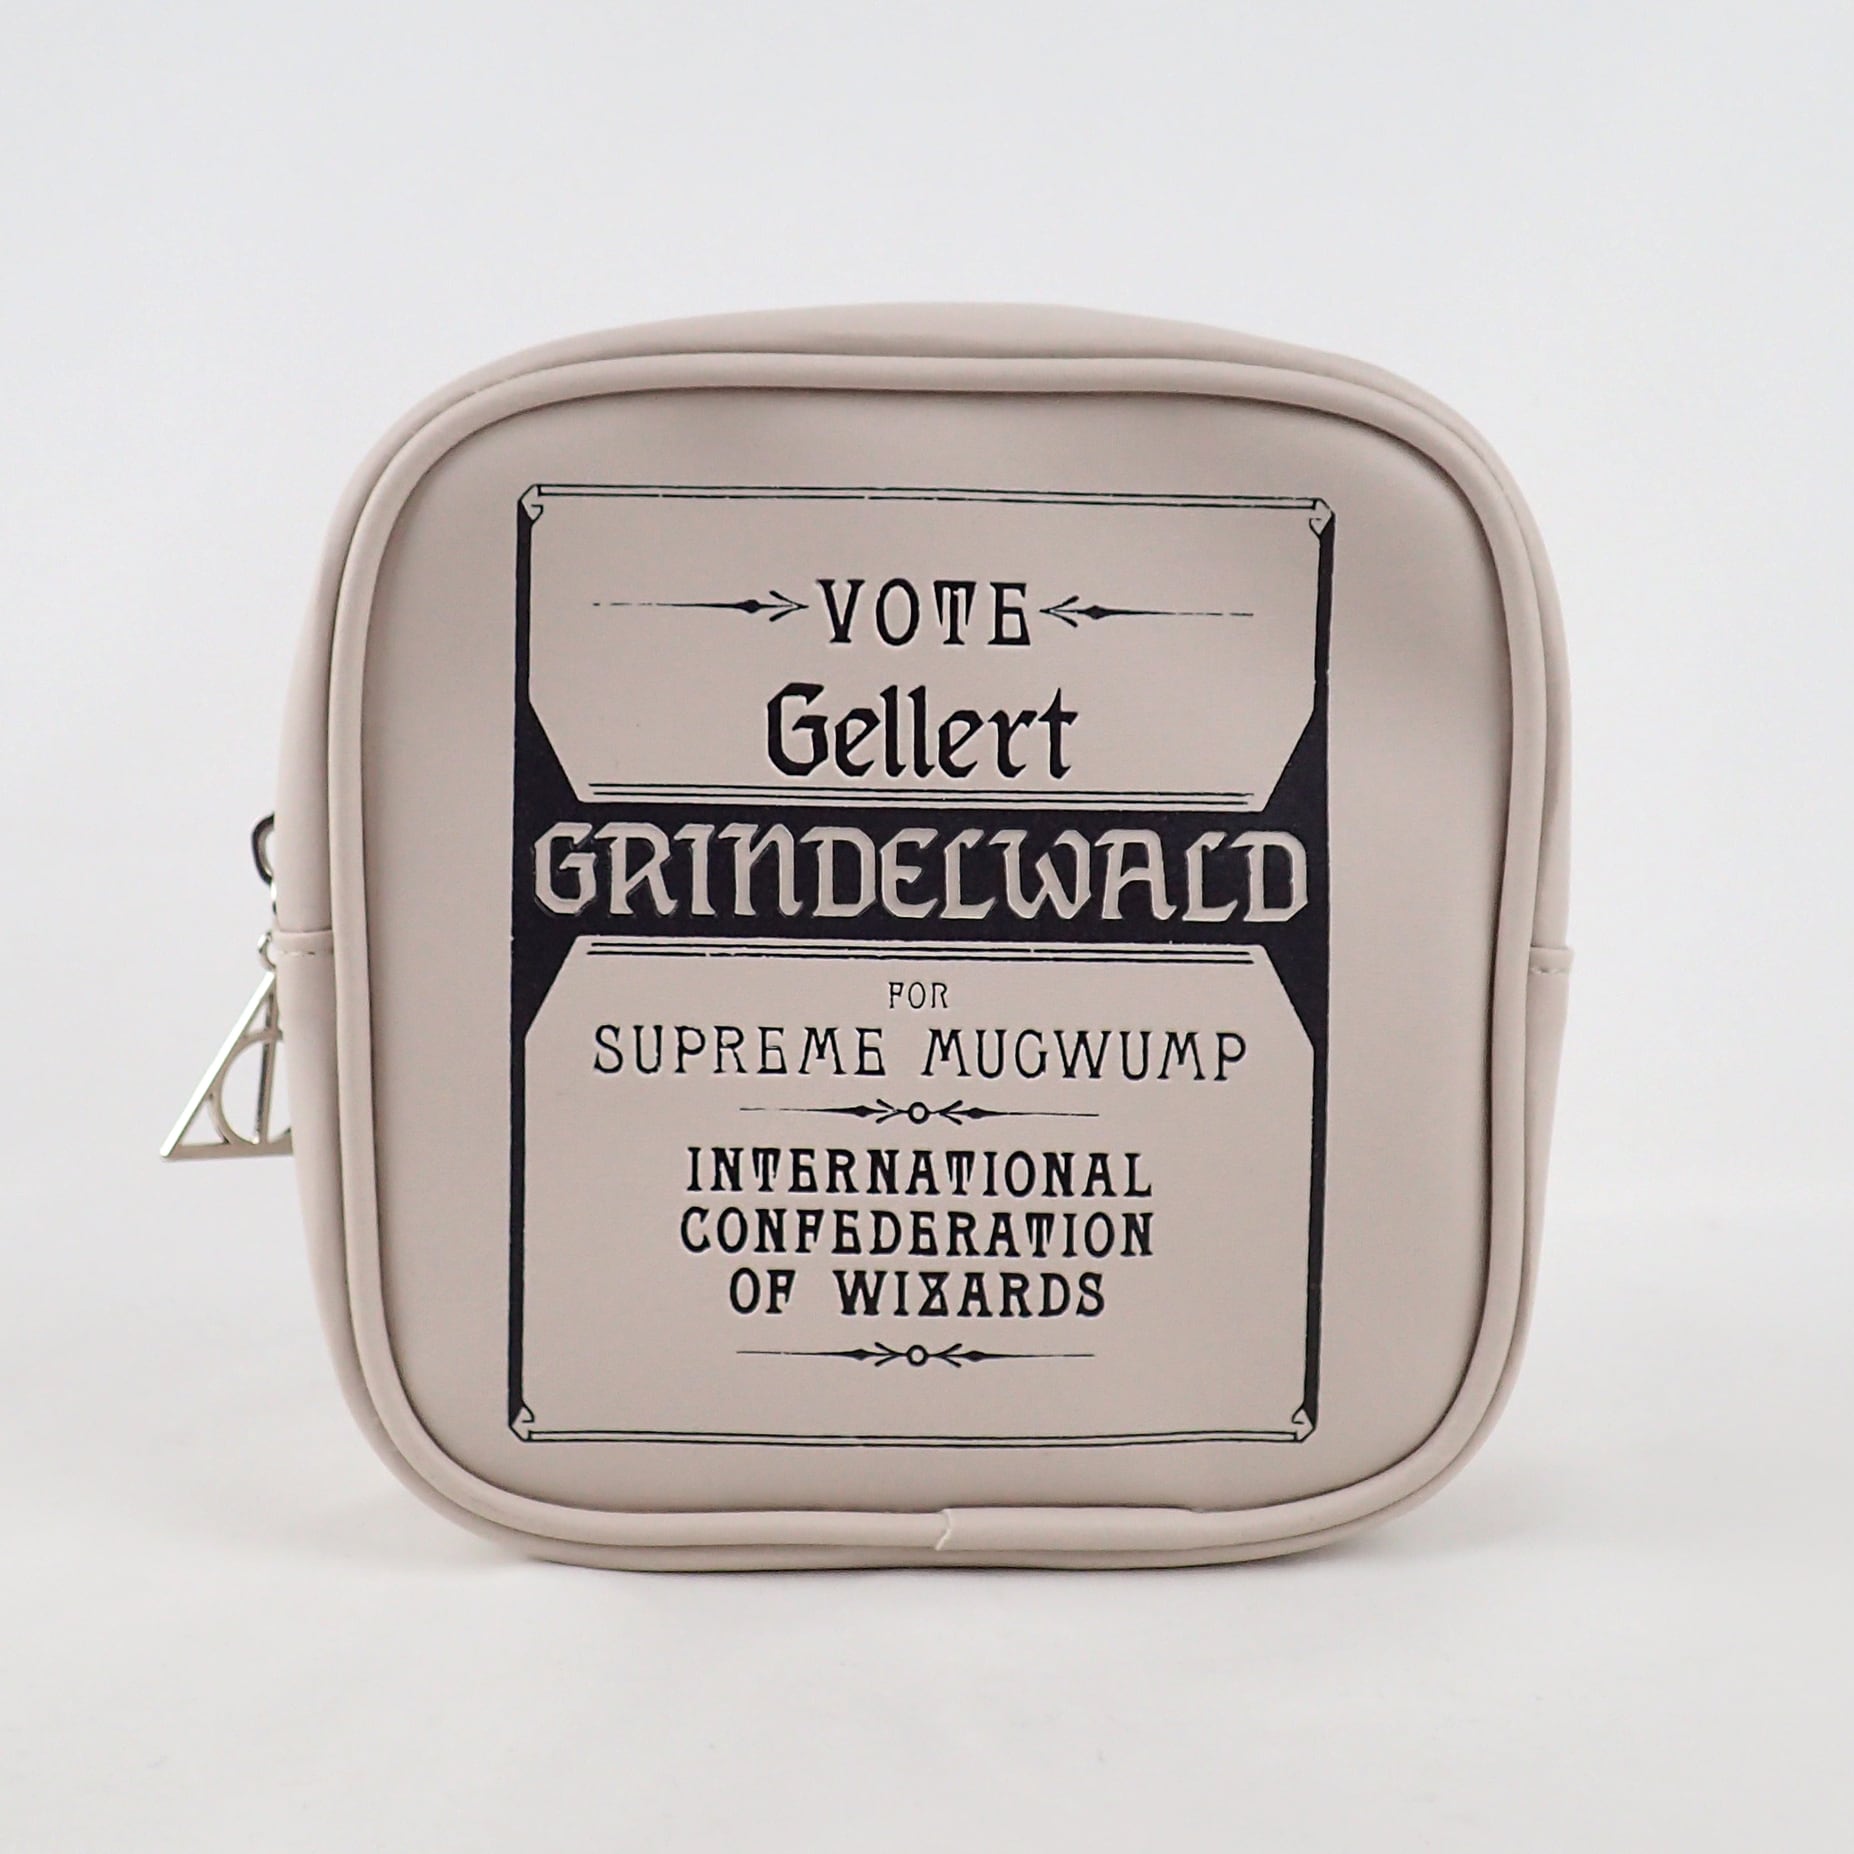 VOTE
Gellert
GRINDELWALD
FOR
SUPREME MUGWUMP
INTERNATIONAL
CONFEDERATION
OF WIZARDS